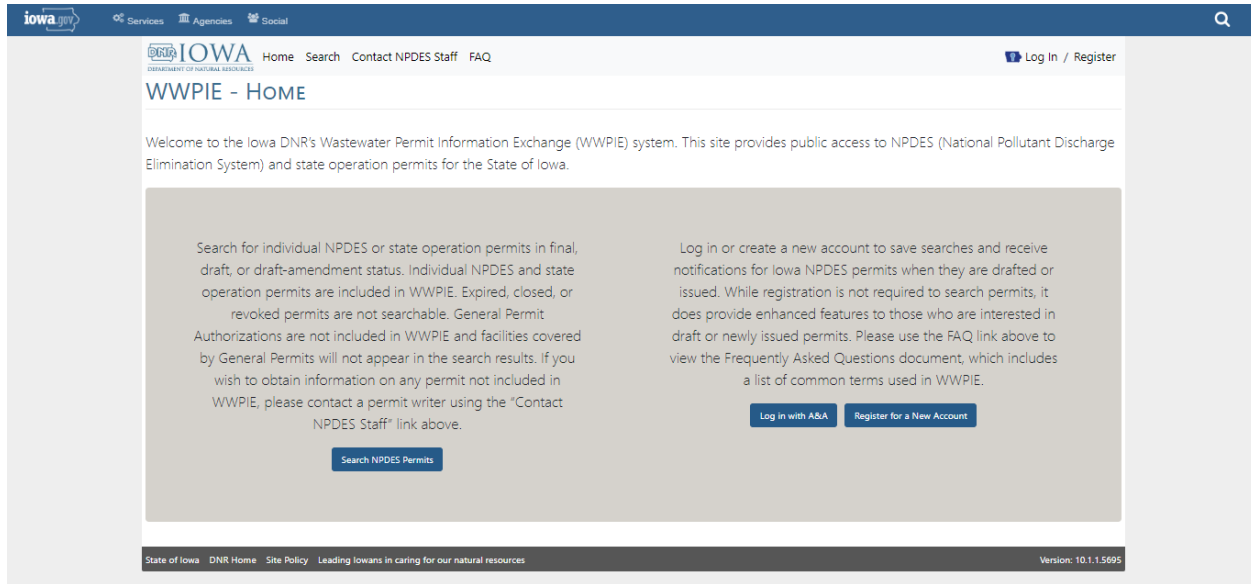 iowa.gov Services Agencies Social
DNR IOWA Home Search Contact NPDES Staff FAQ Log In / Register
DEPARTMENT OF NATURAL RESOURCES
WWPIE - Home
Welcome to the Iowa DNR's Wastewater Permit Information Exchange (WWPIE) system. This site provides public access to NPDES (National Pollutant Discharge
Elimination System) and state operation permits for the State of Iowa.
Search for individual NPDES or state operation permits in final,
draft, or draft-amendment status. Individual NPDES and state
operation permits are included in WWPIE. Expired, closed, or
revoked permits are not searchable. General Permit
Authorizations are not included in WWPIE and facilities covered
by General Permits will not appear in the search results. If you
wish to obtain information on any permit not included in
WWPIE, please contact a permit writer using the "Contact
NPDES Staff" link above.
Search NPDES Permits
Log in or create a new account to save searches and receive
notifications for Iowa NPDES permits when they are drafted or
issued. While registration is not required to search permits, it
does provide enhanced features to those who are interested in
draft or newly issued permits. Please use the FAQ link above to
view the Frequently Asked Questions document, which includes
a list of common terms used in WWPIE.
Log in with A&A Register for a New Account
State of Iowa DNR Home Site Policy Leading Iowans in caring for our natural resources Version: 10.1.1.5695